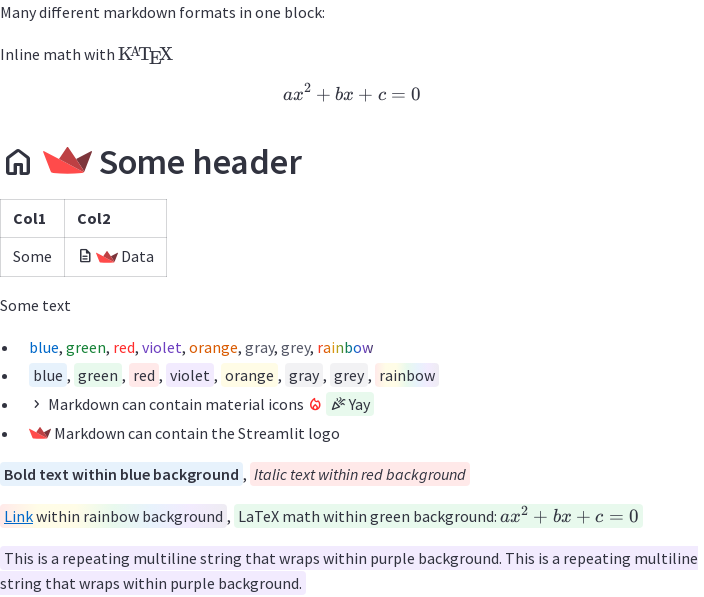 Many different markdown formats in one block:
Inline math with KATEX
ax² + bx + c = 0
Some header
Col1 Col2
Some Data
Some text
blue, green, red, violet, orange, gray, grey, rainbow
blue , green , red , violet , orange , gray , grey , rainbow
Markdown can contain material icons Yay
Markdown can contain the Streamlit logo
Bold text within blue background , Italic text within red background
Link within rainbow background , LaTeX math within green background: ax² + bx + c = 0
This is a repeating multiline string that wraps within purple background. This is a repeating multiline
string that wraps within purple background.